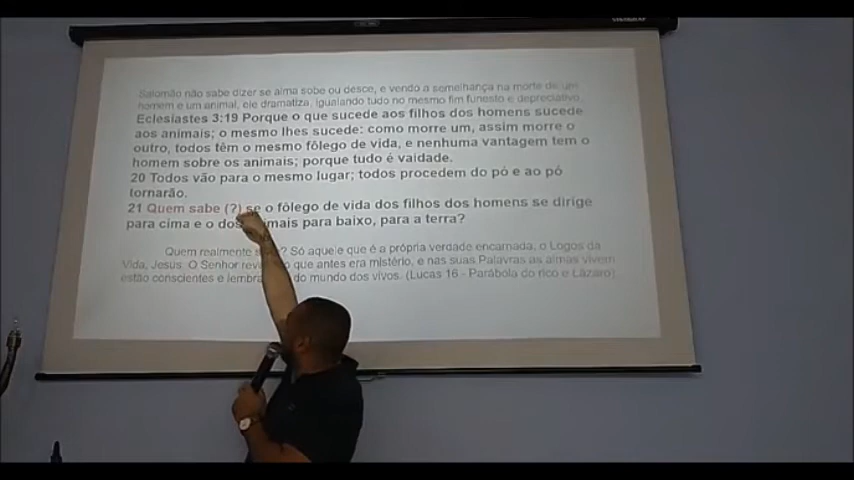 Salomão não sabe dizer se alma sobe ou desce, e vendo a semelhança na morte de um
homem e um animal, ele dramatiza, igualando tudo no mesmo fim funesto e depreciativo.
Eclesiastes 3:19 Porque o que sucede aos filhos dos homens sucede
aos animais; o mesmo lhes sucede: como morre um, assim morre o
outro, todos têm o mesmo fôlego de vida, e nenhuma vantagem tem o
homem sobre os animais; porque tudo é vaidade.
20 Todos vão para o mesmo lugar; todos procedem do pó e ao pó
tornarão.
21 Quem sabe (?) se o fôlego de vida dos filhos dos homens se dirige
para cima e o dos animais para baixo, para a terra?
Quem realmente ? Só aquele que é a própria verdade encarnada, o Logos da
Vida, Jesus. O Senhor que antes era mistério, e nas suas Palavras as almas vivem
estão conscientes e do mundo dos vivos. (Lucas 16 - Parábola do rico e Lázaro)